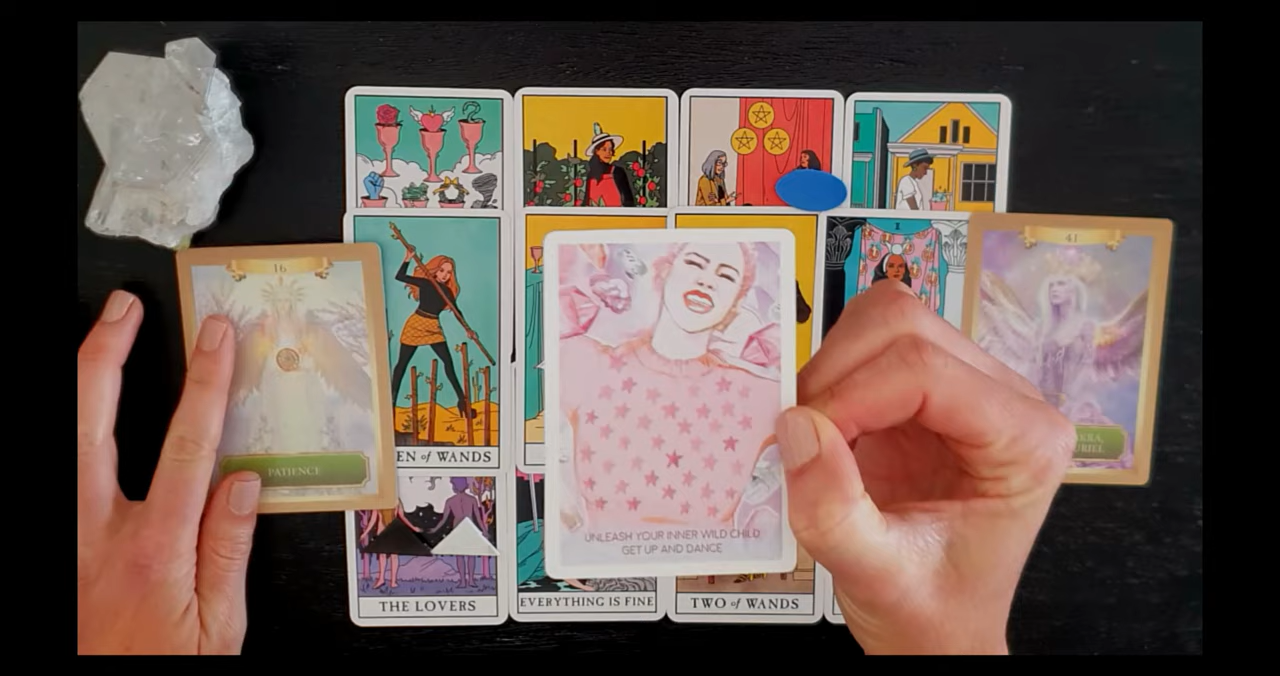 II
16
41
PATIENCE
EN of WANDS
UNLEASH YOUR INNER WILD CHILD
GET UP AND DANCE
THE LOVERS
EVERYTHING IS FINE
TWO of WANDS